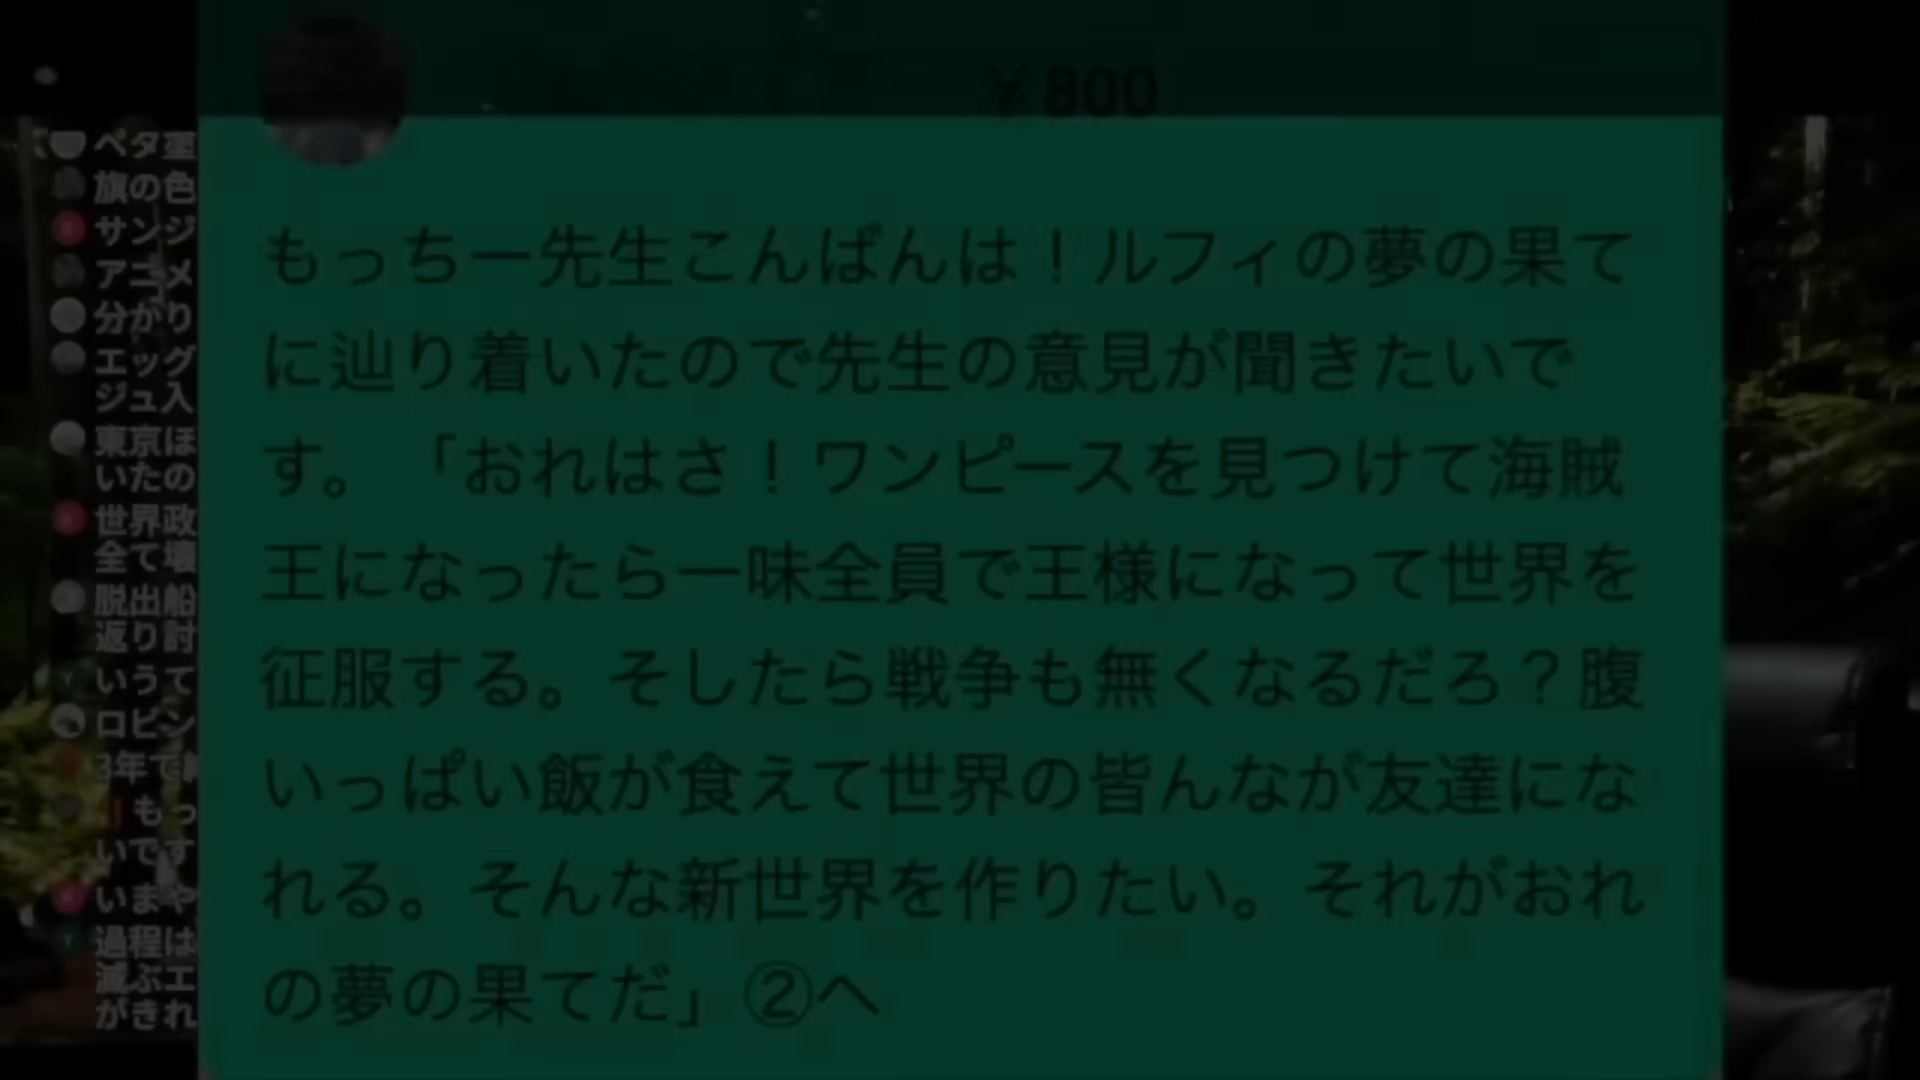 ¥800
もっちー先生こんばんは！ルフィの夢の果て
に辿り着いたので先生の意見が聞きたいで
す。「おれはさ！ワンピースを見つけて海賊
王になったら一味全員で王様になって世界を
征服する。そしたら戦争も無くなるだろ？腹
いっぱい飯が食えて世界の皆んなが友達にな
れる。そんな新世界を作りたい。それがおれ
の夢の果てだ」②へ
ペタ
旗の色
サンジ
アニメ
分かり
エッグ
ジュ入
東京ほ
いたの
世界政
全て壊
脱出船
返り討
いうて
ロビン
3年で
もっ
いです
いまや
過程は
滅ぶエ
がきれ